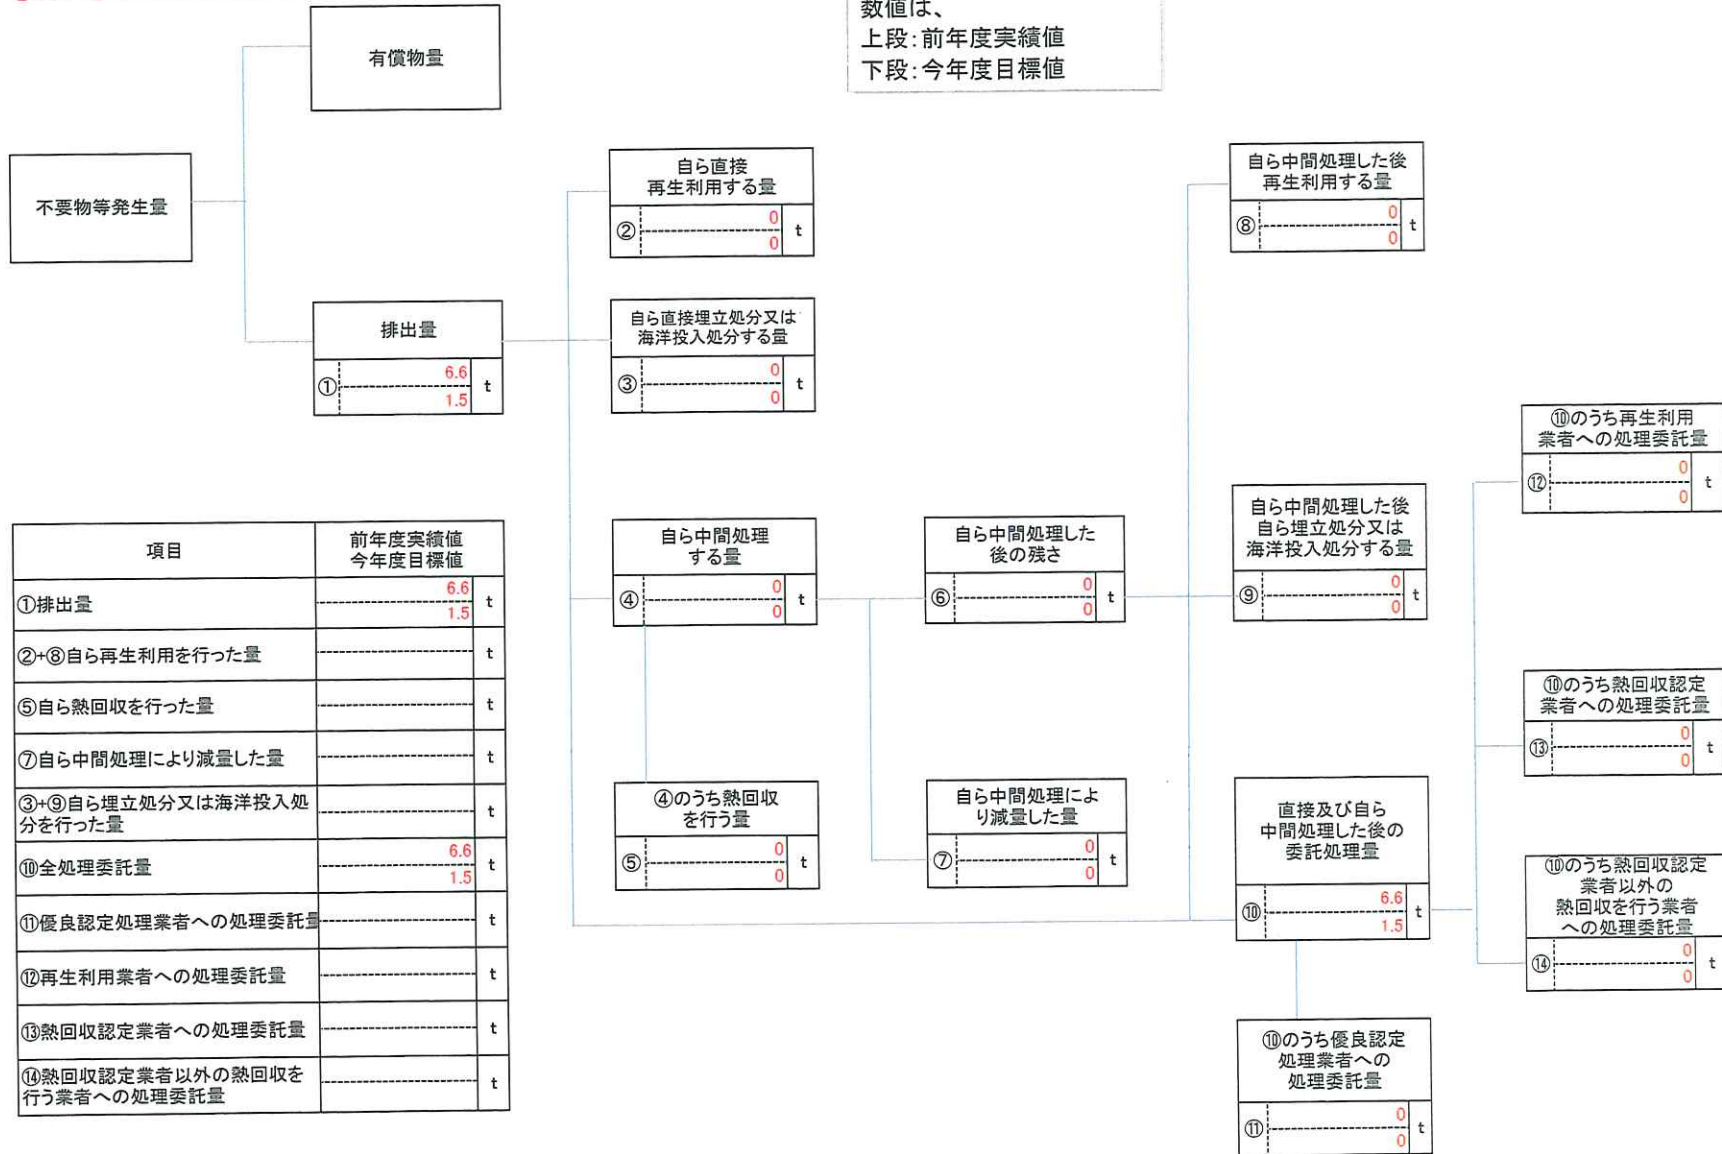 数値は、
上段:前年度実績値
下段:今年度目標値
有償物量
不要物等発生量
排出量
①
6.6
1.5
t
自ら直接
再生利用する量
②
0
0
t
自ら直接埋立処分又は
海洋投入処分する量
③
0
0
t
自ら中間処理
する量
④
0
0
t
④のうち熱回収
を行う量
⑤
0
0
t
自ら中間処理した
後の残さ
⑥
0
0
t
自ら中間処理によ
り減量した量
⑦
0
0
t
自ら中間処理した後
再生利用する量
⑧
0
0
t
自ら中間処理した後
自ら埋立処分又は
海洋投入処分する量
⑨
0
0
t
直接及び自ら
中間処理した後の
委託処理量
⑩
6.6
1.5
t
⑩のうち優良認定
処理業者への
処理委託量
⑪
0
0
t
⑩のうち再生利用
業者への処理委託量
⑫
0
0
t
⑩のうち熱回収認定
業者への処理委託量
⑬
0
0
t
⑩のうち熱回収認定
業者以外の
熱回収を行う業者
への処理委託量
⑭
0
0
t
項目
前年度実績値
今年度目標値
①排出量
6.6
1.5
t
②+⑧自ら再生利用を行った量
t
⑤自ら熱回収を行った量
t
⑦自ら中間処理により減量した量
t
③+⑨自ら埋立処分又は海洋投入処
分を行った量
t
⑩全処理委託量
6.6
1.5
t
⑪優良認定処理業者への処理委託量
t
⑫再生利用業者への処理委託量
t
⑬熱回収認定業者への処理委託量
t
⑭熱回収認定業者以外の熱回収を
行う業者への処理委託量
t